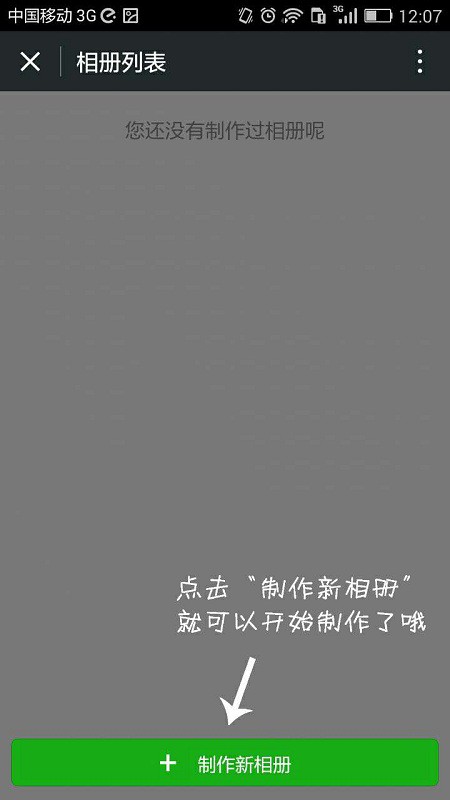 中国移动 3G 3G 12:07
相册列表
您还没有制作过相册呢
点击“制作新相册”
就可以开始制作了哦
+ 制作新相册